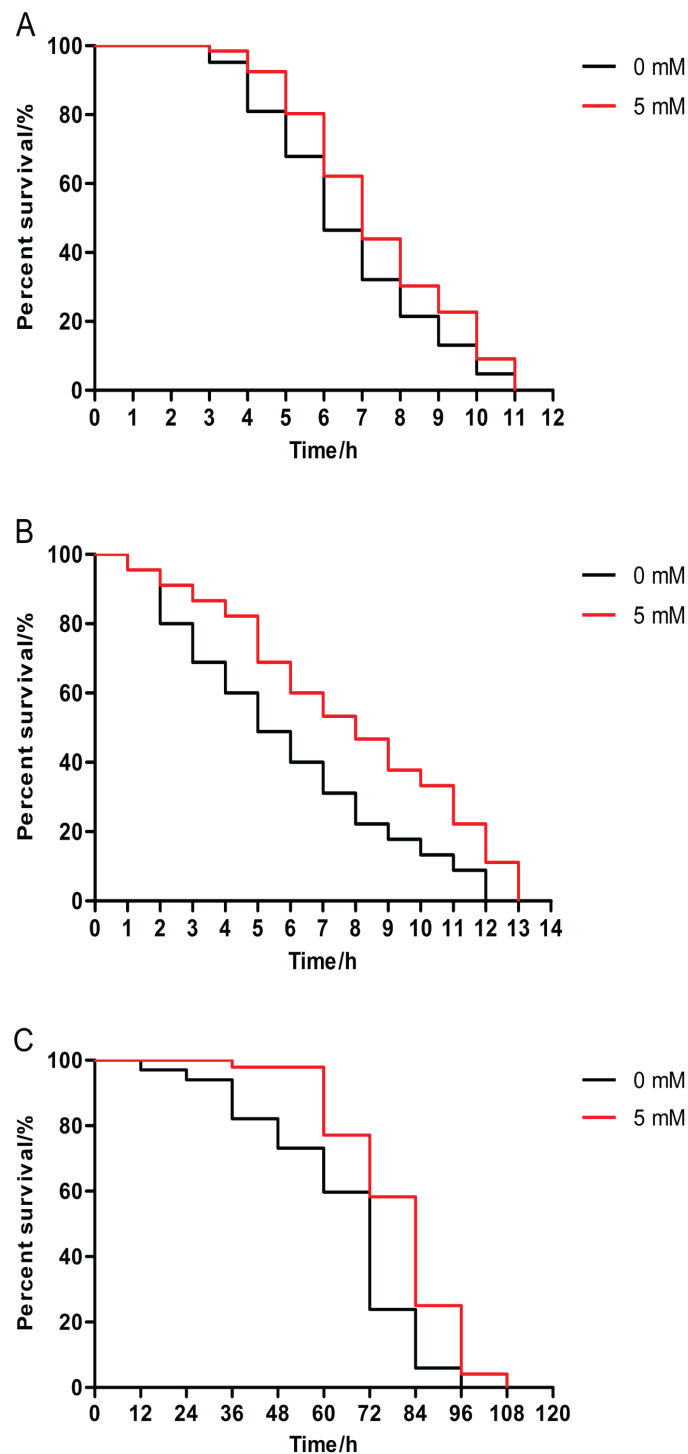 A
100
80
60
40
20
0
Percent survival/%
0 1 2 3 4 5 6 7 8 9 10 11 12
Time/h
0 mM
5 mM
B
100
80
60
40
20
0
Percent survival/%
0 1 2 3 4 5 6 7 8 9 10 11 12 13 14
Time/h
0 mM
5 mM
C
100
80
60
40
20
0
Percent survival/%
0 12 24 36 48 60 72 84 96 108 120
Time/h
0 mM
5 mM